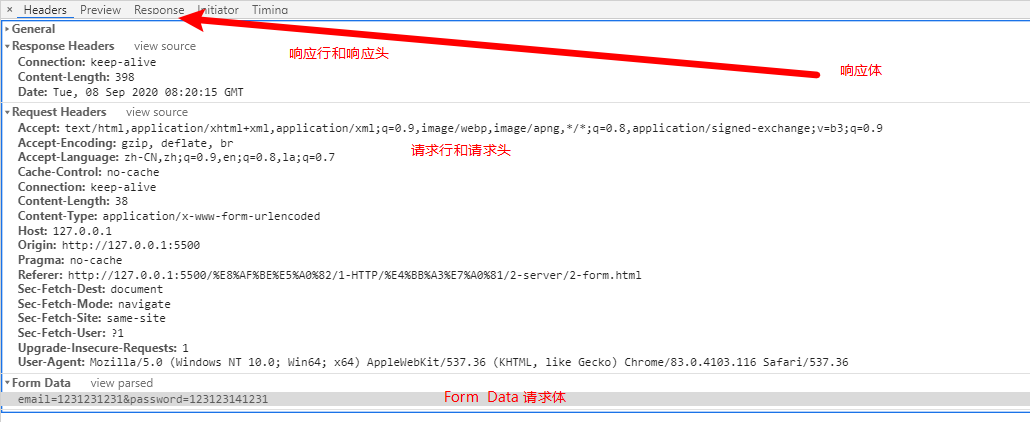 × Headers Preview Response Initiator Timing
General
Response Headers view source
Connection: keep-alive
响应行和响应头
响应体
Content-Length: 398
Date: Tue, 08 Sep 2020 08:20:15 GMT
Request Headers view source
Accept: text/html,application/xhtml+xml,application/xml;q=0.9,image/webp,image/apng,*/*;q=0.8,application/signed-exchange;v=b3;q=0.9
Accept-Encoding: gzip, deflate, br
请求行和请求头
Accept-Language: zh-CN,zh;q=0.9,en;q=0.8,la;q=0.7
Cache-Control: no-cache
Connection: keep-alive
Content-Length: 38
Content-Type: application/x-www-form-urlencoded
Host: 127.0.0.1
Origin: http://127.0.0.1:5500
Pragma: no-cache
Referer: http://127.0.0.1:5500/%E8%AF%BE%E5%A0%82/1-HTTP/%E4%BB%A3%E7%A0%81/2-server/2-form.html
Sec-Fetch-Dest: document
Sec-Fetch-Mode: navigate
Sec-Fetch-Site: same-site
Sec-Fetch-User: ?1
Upgrade-Insecure-Requests: 1
User-Agent: Mozilla/5.0 (Windows NT 10.0; Win64; x64) AppleWebKit/537.36 (KHTML, like Gecko) Chrome/83.0.4103.116 Safari/537.36
Form Data view parsed
email=1231231231&password=123123141231
Form Data 请求体